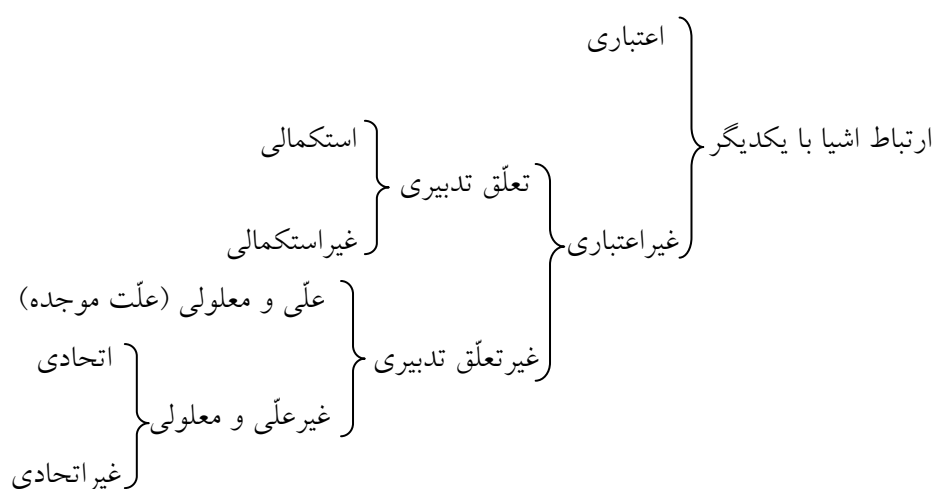 اعتباری
ارتباط اشیا با یکدیگر
استکمالی
تعلّق تدبیری
غیراستکمالی
غیراعتباری
علّی و معلولی (علّت موجده)
غیرتعلّق تدبیری
اتحادی
غیرعلّی و معلولی
غیراتحادی